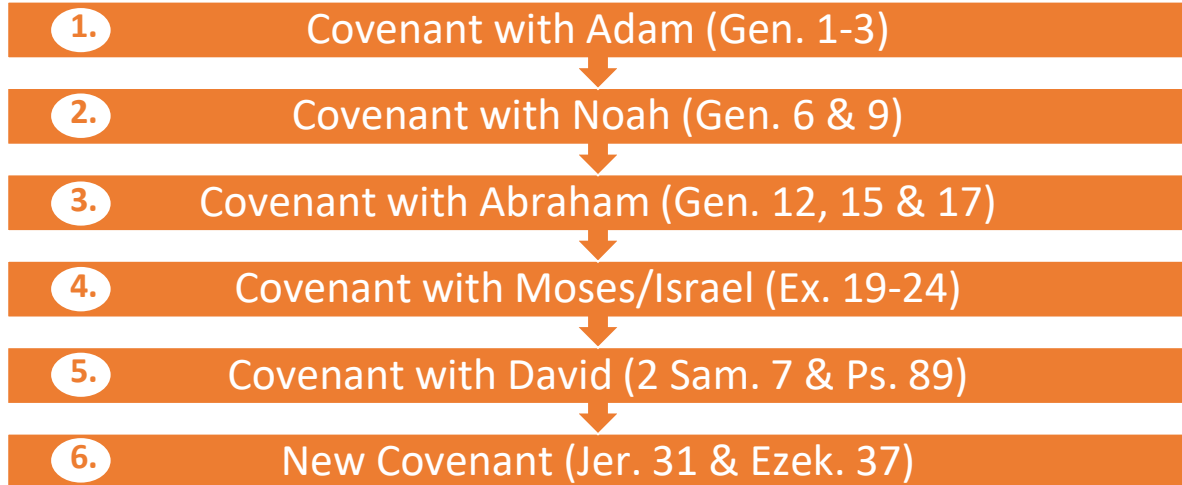 1. Covenant with Adam (Gen. 1-3)
2. Covenant with Noah (Gen. 6 & 9)
3. Covenant with Abraham (Gen. 12, 15 & 17)
4. Covenant with Moses/Israel (Ex. 19-24)
5. Covenant with David (2 Sam. 7 & Ps. 89)
6. New Covenant (Jer. 31 & Ezek. 37)